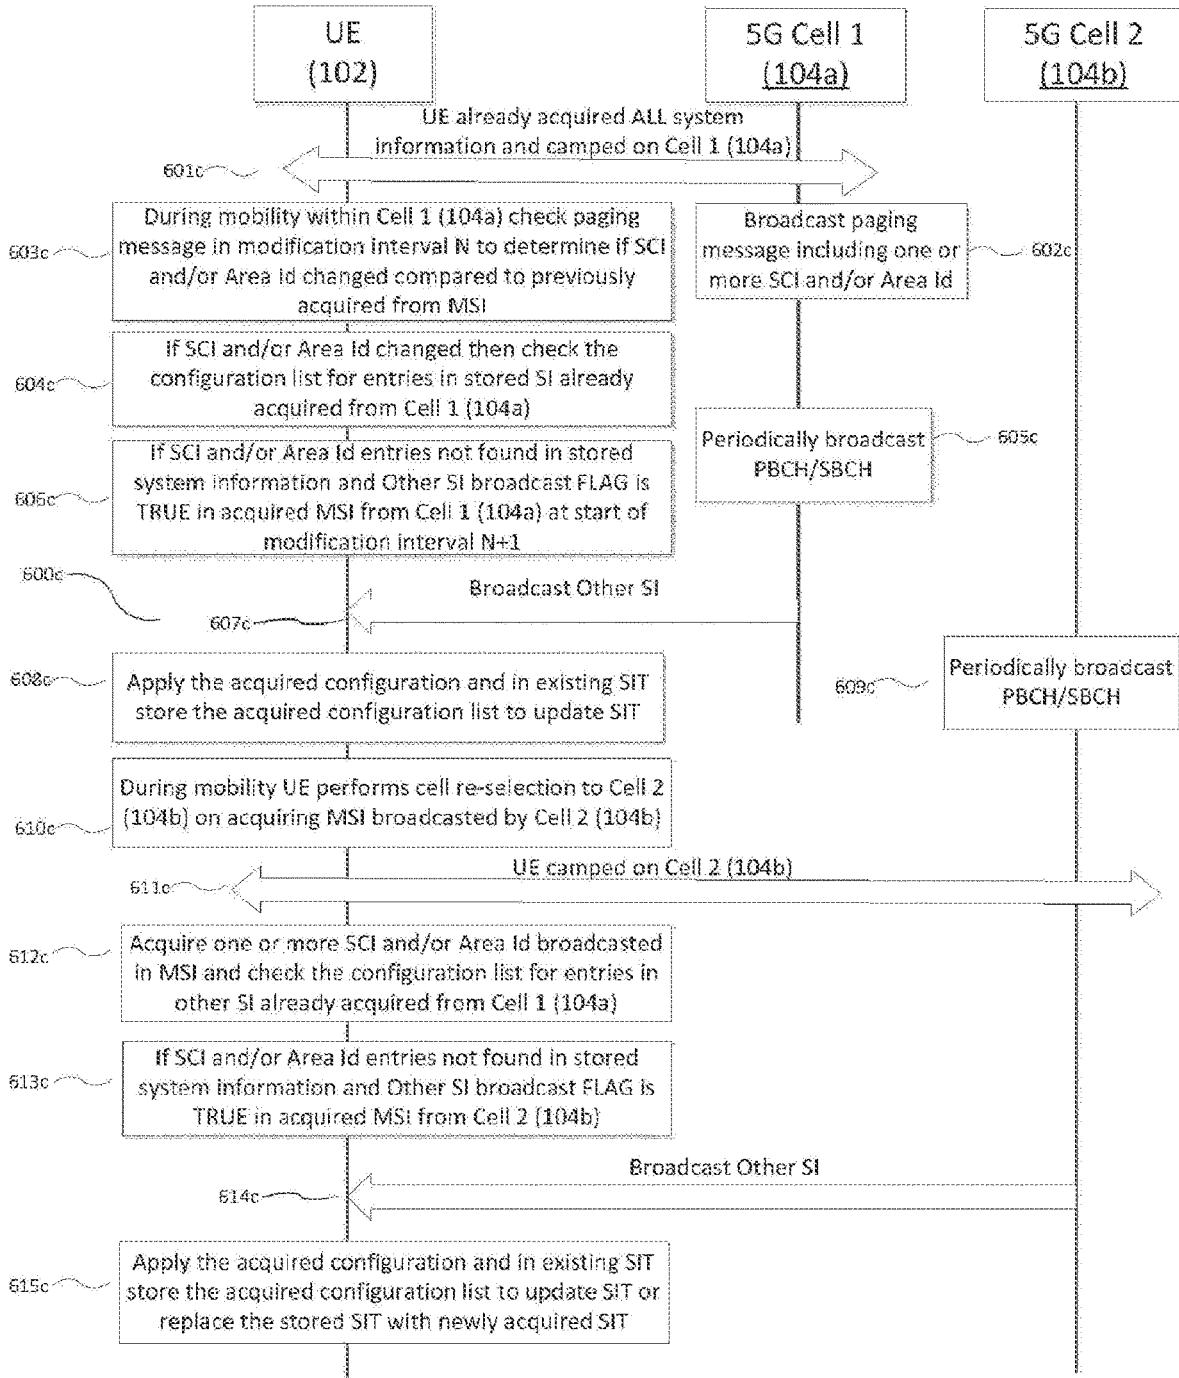 UE
(102)
5G Cell 1
(104a)
5G Cell 2
(104b)
UE already acquired ALL system
information and camped on Cell 1 (104a)
601c
During mobility within Cell 1 (104a) check paging
message in modification interval N to determine if SCI
and/or Area Id changed compared to previously
acquired from MSI
603c
Broadcast paging
message including one or
more SCI and/or Area Id
602c
If SCI and/or Area Id changed then check the
configuration list for entries in stored SI already
acquired from Cell 1 (104a)
604c
Periodically broadcast
PBCH/SBCH
605c
If SCI and/or Area Id entries not found in stored
system information and Other SI broadcast FLAG is
TRUE in acquired MSI from Cell 1 (104a) at start of
modification interval N+1
606c
600c
Broadcast Other SI
607c
Apply the acquired configuration and in existing SIT
store the acquired configuration list to update SIT
608c
Periodically broadcast
PBCH/SBCH
609c
During mobility UE performs cell re-selection to Cell 2
(104b) on acquiring MSI broadcasted by Cell 2 (104b)
610c
UE camped on Cell 2 (104b)
611c
Acquire one or more SCI and/or Area Id broadcasted
in MSI and check the configuration list for entries in
other SI already acquired from Cell 1 (104a)
612c
If SCI and/or Area Id entries not found in stored
system information and Other SI broadcast FLAG is
TRUE in acquired MSI from Cell 2 (104b)
613c
Broadcast Other SI
614c
Apply the acquired configuration and in existing SIT
store the acquired configuration list to update SIT or
replace the stored SIT with newly acquired SIT
615c